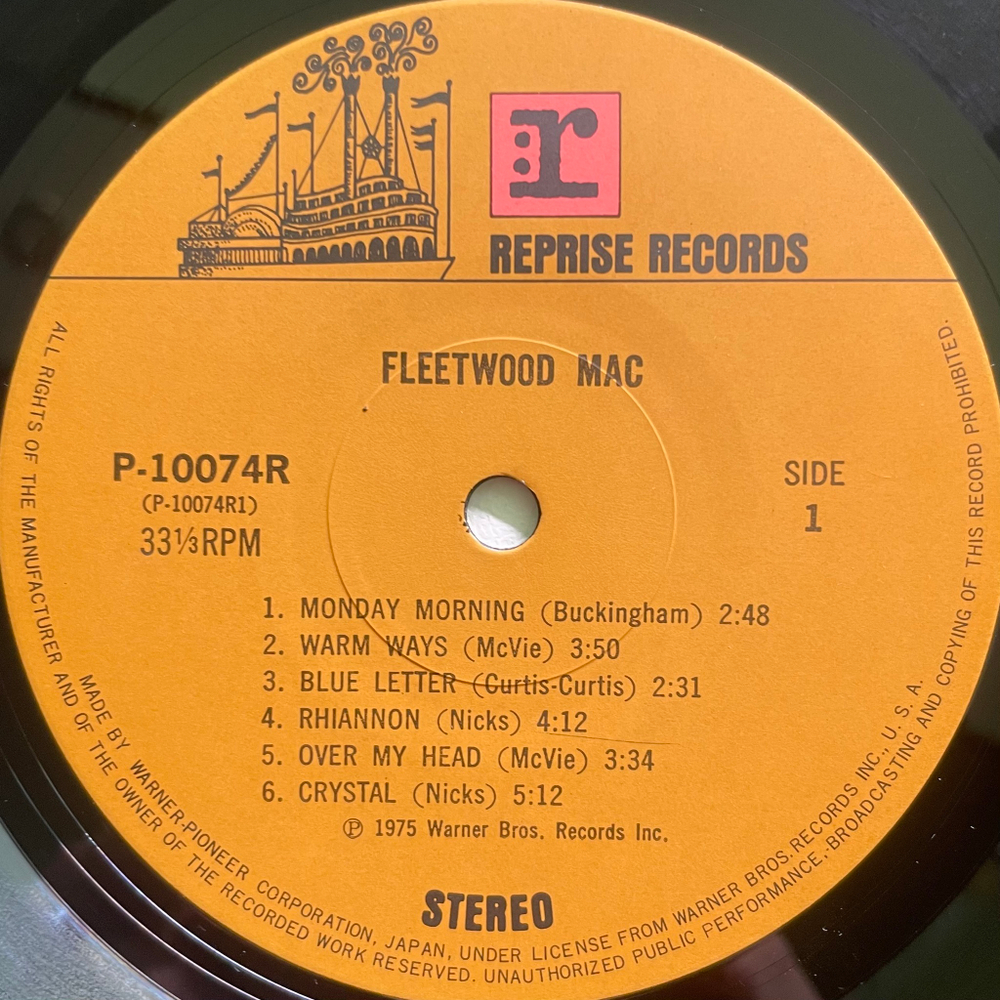 r:
REPRISE RECORDS
FLEETWOOD MAC
P-10074R
(P-10074R1)
33⅓RPM
SIDE
1
1. MONDAY MORNING (Buckingham) 2:48
2. WARM WAYS (McVie) 3:50
3. BLUE LETTER (Curtis-Curtis) 2:31
4. RHIANNON (Nicks) 4:12
5. OVER MY HEAD (McVie) 3:34
6. CRYSTAL (Nicks) 5:12
Ⓟ 1975 Warner Bros. Records Inc.
STEREO
MADE BY WARNER-PIONEER CORPORATION, JAPAN, UNDER LICENSE FROM WARNER BROS. RECORDS INC., U. S. A.
ALL RIGHTS OF THE MANUFACTURER AND OF THE OWNER OF THE RECORDED WORK RESERVED. UNAUTHORIZED PUBLIC PERFORMANCE, BROADCASTING AND COPYING OF THIS RECORD PROHIBITED.